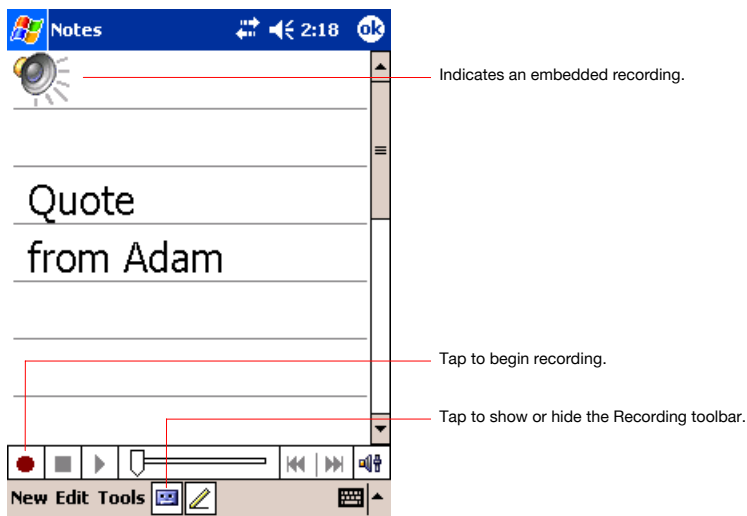 Notes 2:18 ok
Indicates an embedded recording.
Quote
from Adam
Tap to begin recording.
Tap to show or hide the Recording toolbar.
New Edit Tools